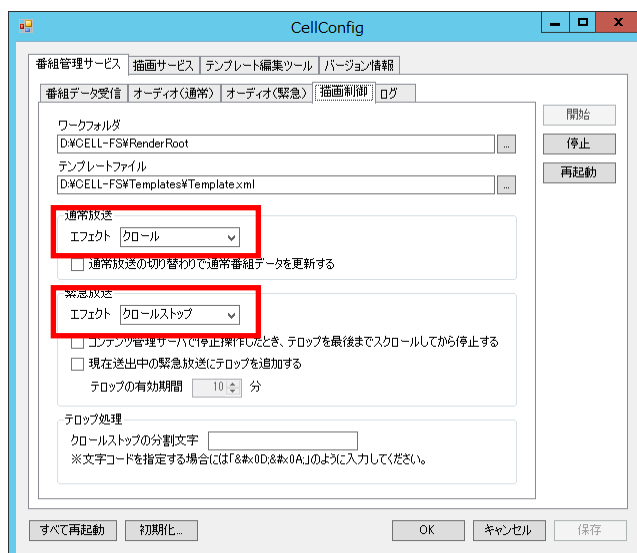 CellConfig
番組管理サービス 描画サービス テンプレート編集ツール バージョン情報
番組データ受信 オーディオ(通常) オーディオ(緊急) 描画制御 ログ
ワークフォルダ
D:¥CELL-FS¥RenderRoot ...
テンプレートファイル
D:¥CELL-FS¥Templates¥Template.xml ...
通常放送
エフェクト クロール
通常放送の切り替わりで通常番組データを更新する
緊急放送
エフェクト クロールストップ
コンテンツ管理サーバで停止操作したとき、テロップを最後までスクロールしてから停止する
現在送出中の緊急放送にテロップを追加する
テロップの有効期間 10 分
テロップ処理
クロールストップの分割文字
※文字コードを指定する場合には「&#x0D;&#x0A;」のように入力してください。
開始
停止
再起動
すべて再起動 初期化... OK キャンセル 保存